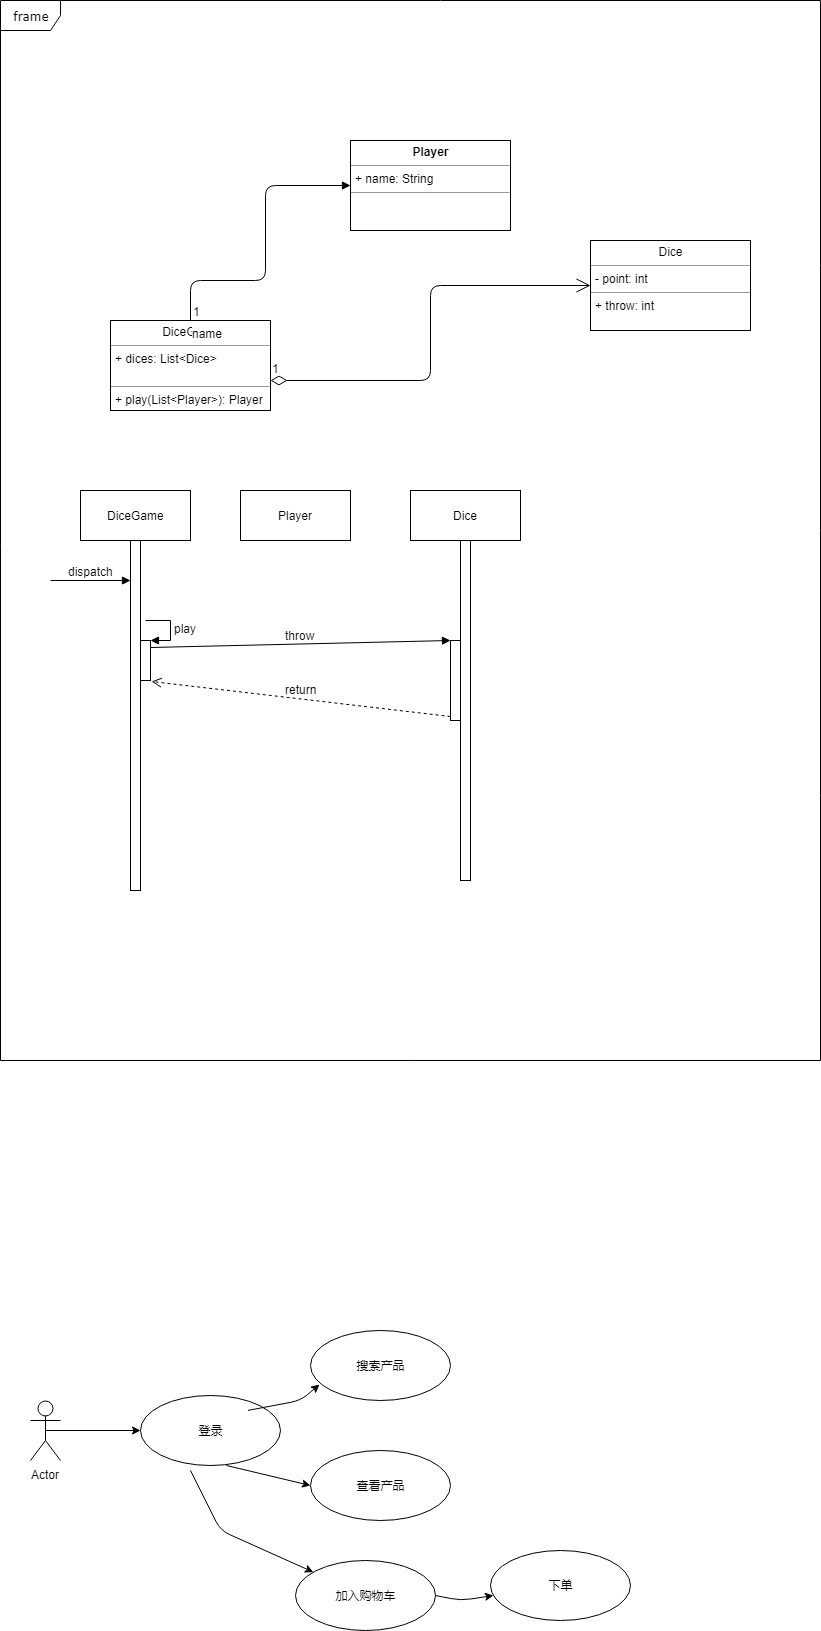 frame
Player
+ name: String
Dice
- point: int
+ throw: int
1
name
+ dices: List<Dice>
1
+ play(List<Player>): Player
DiceGame
Player
Dice
dispatch
play
throw
return
搜索产品
登录
Actor
查看产品
加入购物车
下单